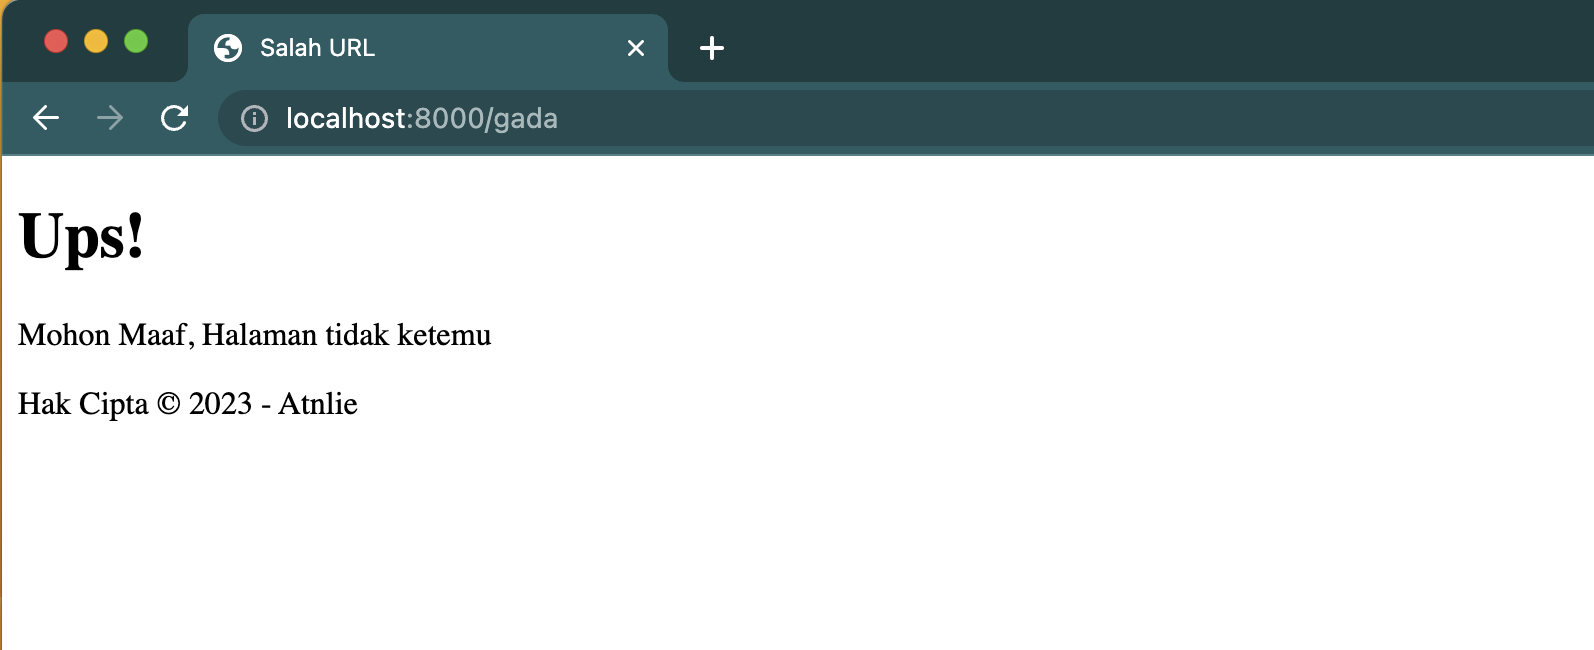 Salah URL
localhost:8000/gada
Ups!
Mohon Maaf, Halaman tidak ketemu
Hak Cipta © 2023 - Atnlie